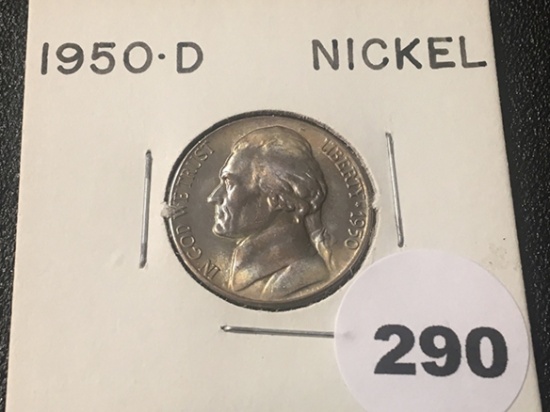 1950·D NICKEL
IN GOD WE TRUST
LIBERTY 1950
290